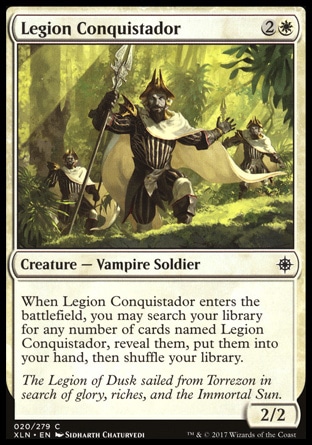 Legion Conquistador 2
Creature — Vampire Soldier
When Legion Conquistador enters the
battlefield, you may search your library
for any number of cards named Legion
Conquistador, reveal them, put them into
your hand, then shuffle your library.
The Legion of Dusk sailed from Torrezon in
search of glory, riches, and the Immortal Sun.
2/2
020/279 C
XLN • EN Sidharth Chaturvedi
™ & © 2017 Wizards of the Coast